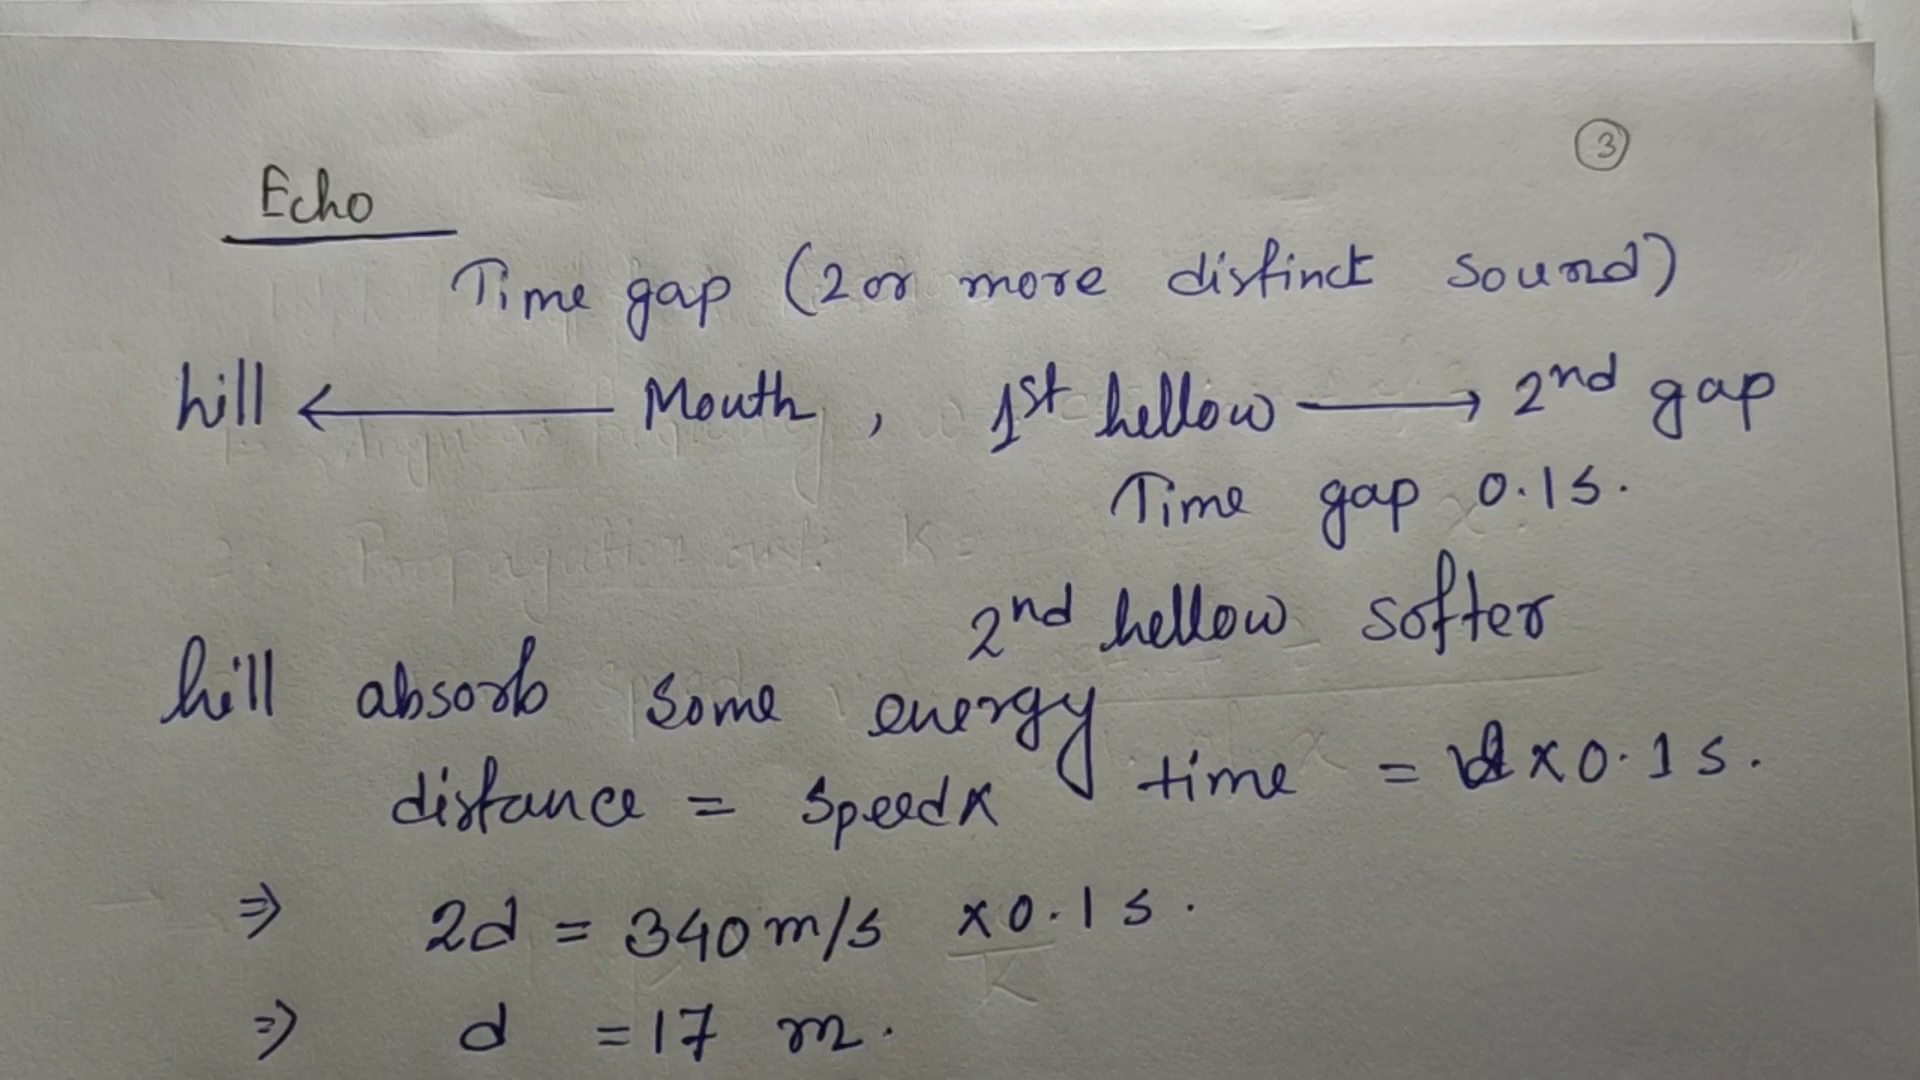 3
Echo
Time gap (2 or more distinct sound)
hill ← Mouth, 1st hellow → 2nd gap
Time gap 0.1s.
2nd hellow softer
hill absorb some energy
distance = speed x time = x 0.1 s.
⇒ 2d = 340 m/s x 0.1 s.
⇒ d = 17 m.